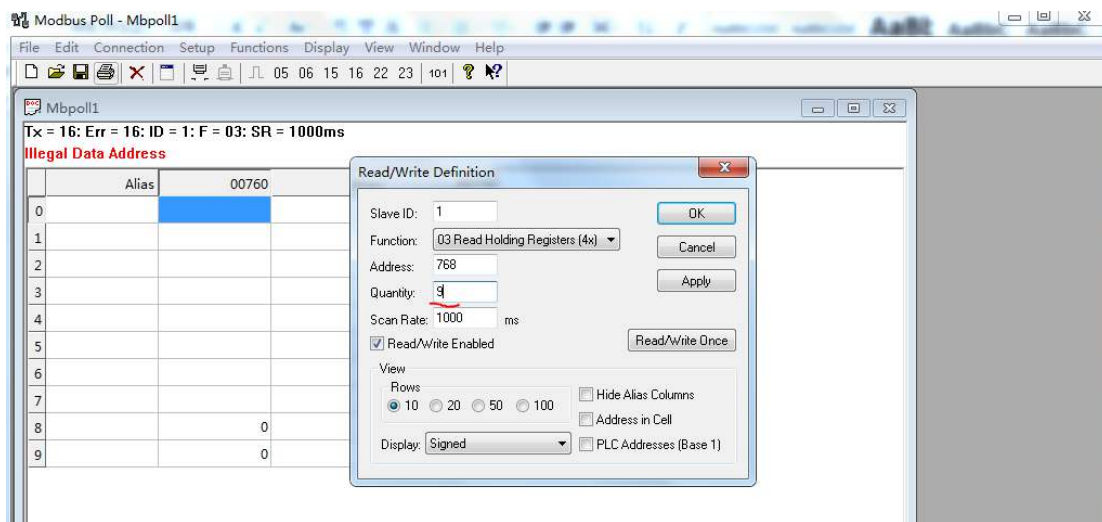 Modbus Poll - Mbpoll1
File Edit Connection Setup Functions Display View Window Help
05 06 15 16 22 23 101
Mbpoll1
Tx = 16: Err = 16: ID = 1: F = 03: SR = 1000ms
Illegal Data Address
Alias 00760
0
1
2
3
4
5
6
7
8 0
9 0
Read/Write Definition
Slave ID: 1 OK
Function: 03 Read Holding Registers (4x) Cancel
Address: 768
Quantity: 9 Apply
Scan Rate: 1000 ms
Read/Write Enabled Read/Write Once
View
Rows
10 20 50 100 Hide Alias Columns
Address in Cell
Display: Signed PLC Addresses (Base 1)